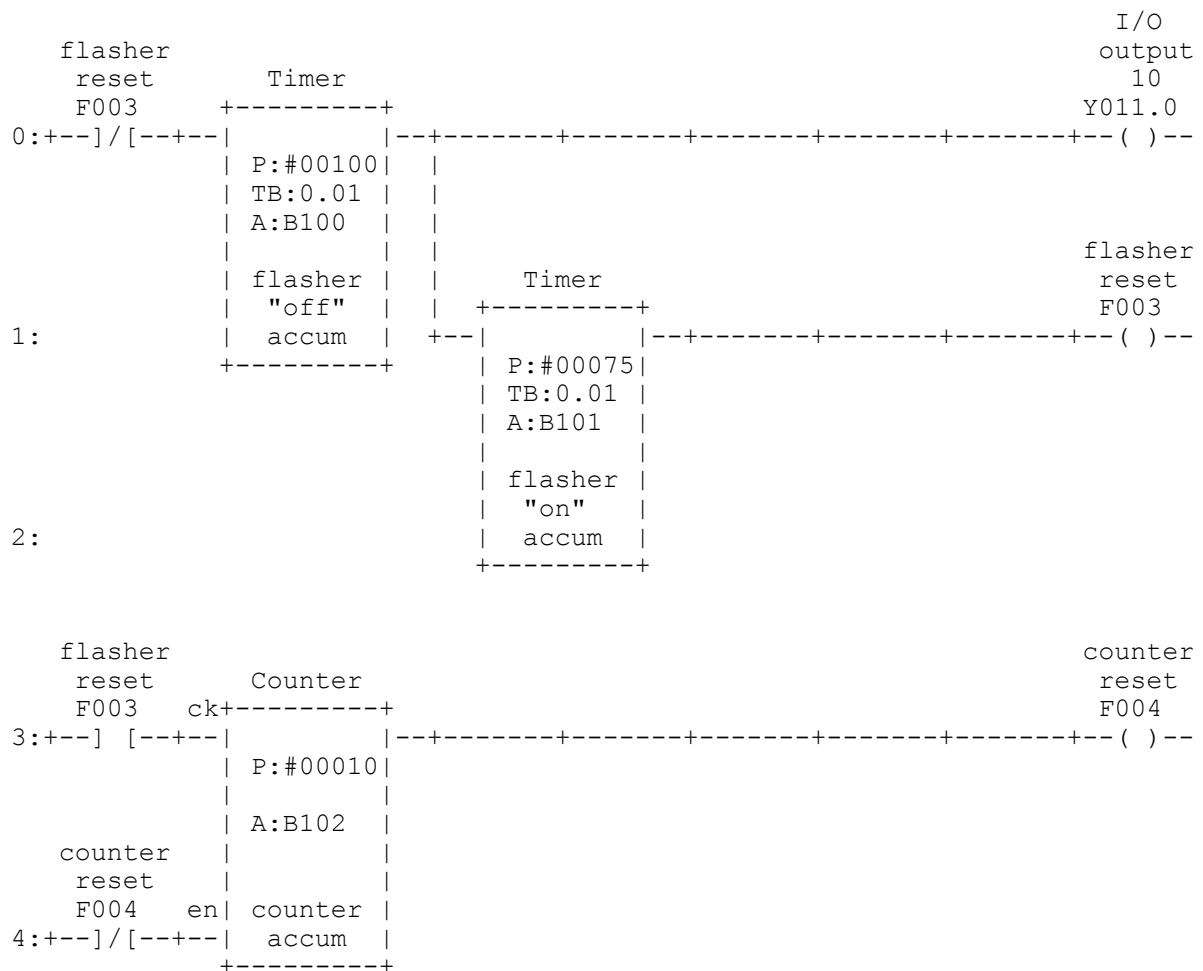 I/O
   flasher                                                          output
    reset       Timer                                                 10
    F003     +---------+                                           Y011.0
0:+--]/[--+--|         |--+-------+-------+-------+-------+-------+--( )--
             | P:#00100|  |
             | TB:0.01 |  |
             | A:B100  |  |
             |         |  |                                        flasher
             | flasher |  |     Timer                               reset
             |  "off"  |  |  +---------+                            F003
1:           |  accum  |  +--|         |--+-------+-------+-------+--( )--
             +---------+     | P:#00075|
                             | TB:0.01 |
                             | A:B101  |
                             |         |
                             | flasher |
                             |  "on"   |
2:                           |  accum  |
                             +---------+
   flasher                                                         counter
    reset      Counter                                              reset
    F003   ck+---------+                                            F004
3:+--] [--+--|         |--+-------+-------+-------+-------+-------+--( )--
             | P:#00010|
             |         |
             | A:B102  |
   counter   |         |
    reset    |         |
    F004   en| counter |
4:+--]/[--+--|  accum  |
             +---------+